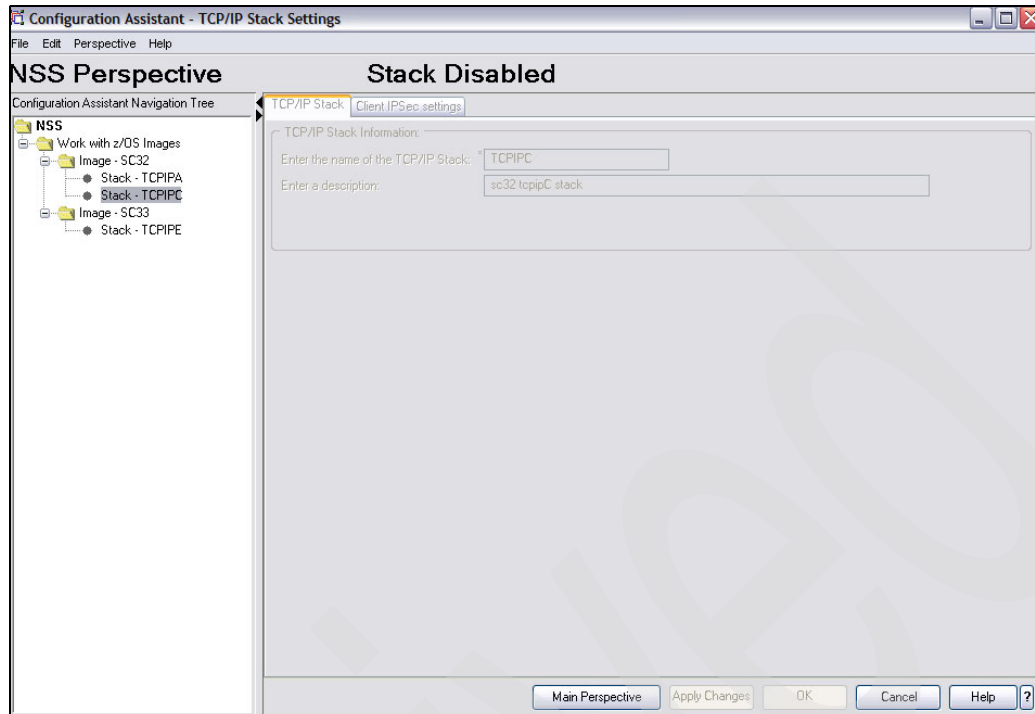 Configuration Assistant - TCP/IP Stack Settings
File Edit Perspective Help
NSS Perspective Stack Disabled
Configuration Assistant Navigation Tree
NSS
Work with z/OS Images
Image - SC32
Stack - TCPIPA
Stack - TCPIPC
Image - SC33
Stack - TCPIPE
TCP/IP Stack Client IPSec settings
TCP/IP Stack Information:
Enter the name of the TCP/IP Stack: * TCPIPC
Enter a description: sc32 tcpipC stack
Main Perspective Apply Changes OK Cancel Help ?